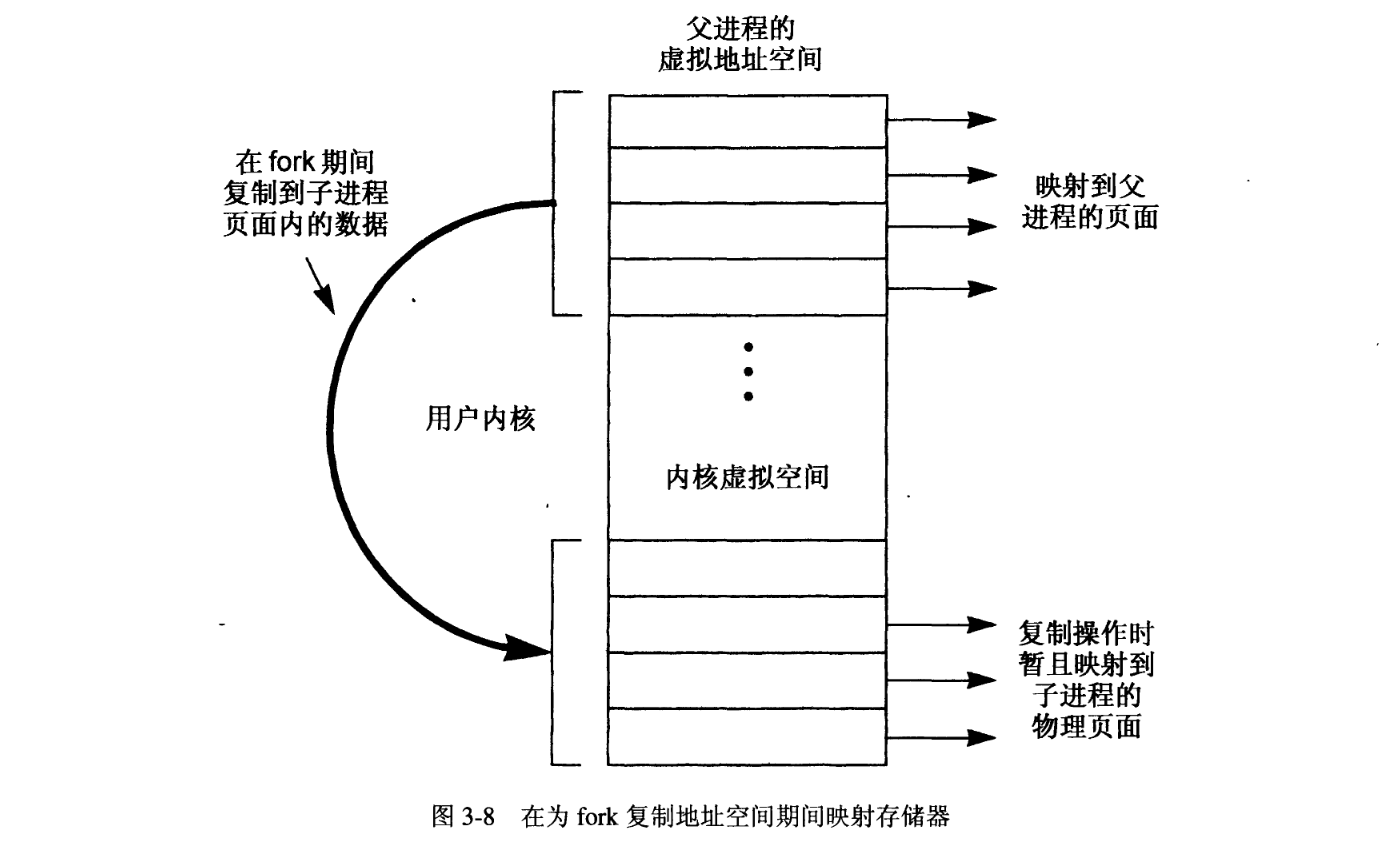 父进程的
虚拟地址空间
在 fork 期间
复制到子进程
页面内的数据
映射到父
进程的页面
用户内核
内核虚拟空间
复制操作时
暂且映射到
子进程的
物理页面
图 3-8 在为 fork 复制地址空间期间映射存储器